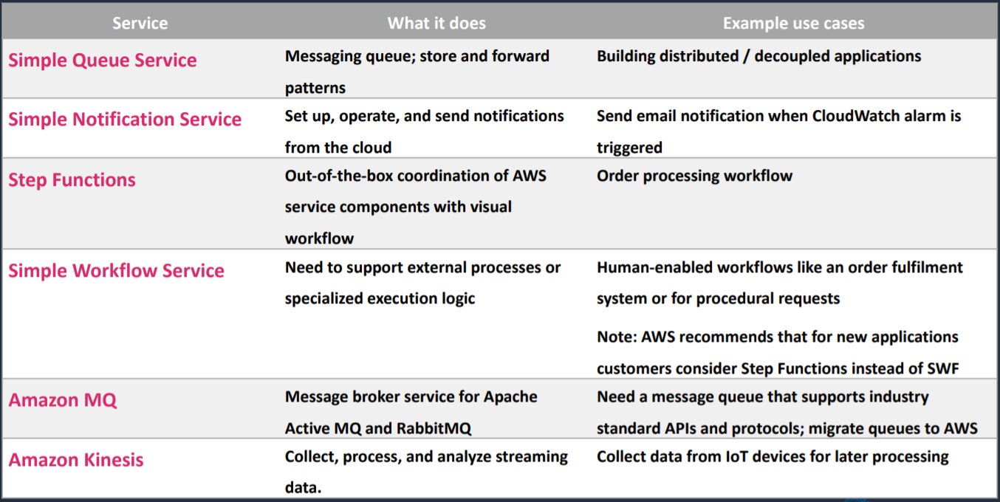 Service What it does Example use cases
Simple Queue Service
Messaging queue; store and forward
patterns
Building distributed / decoupled applications
Simple Notification Service
Set up, operate, and send notifications
from the cloud
Send email notification when CloudWatch alarm is
triggered
Step Functions
Out-of-the-box coordination of AWS
service components with visual
workflow
Order processing workflow
Simple Workflow Service
Need to support external processes or
specialized execution logic
Human-enabled workflows like an order fulfilment
system or for procedural requests
Note: AWS recommends that for new applications
customers consider Step Functions instead of SWF
Amazon MQ
Message broker service for Apache
Active MQ and RabbitMQ
Need a message queue that supports industry
standard APIs and protocols; migrate queues to AWS
Amazon Kinesis
Collect, process, and analyze streaming
data.
Collect data from IoT devices for later processing